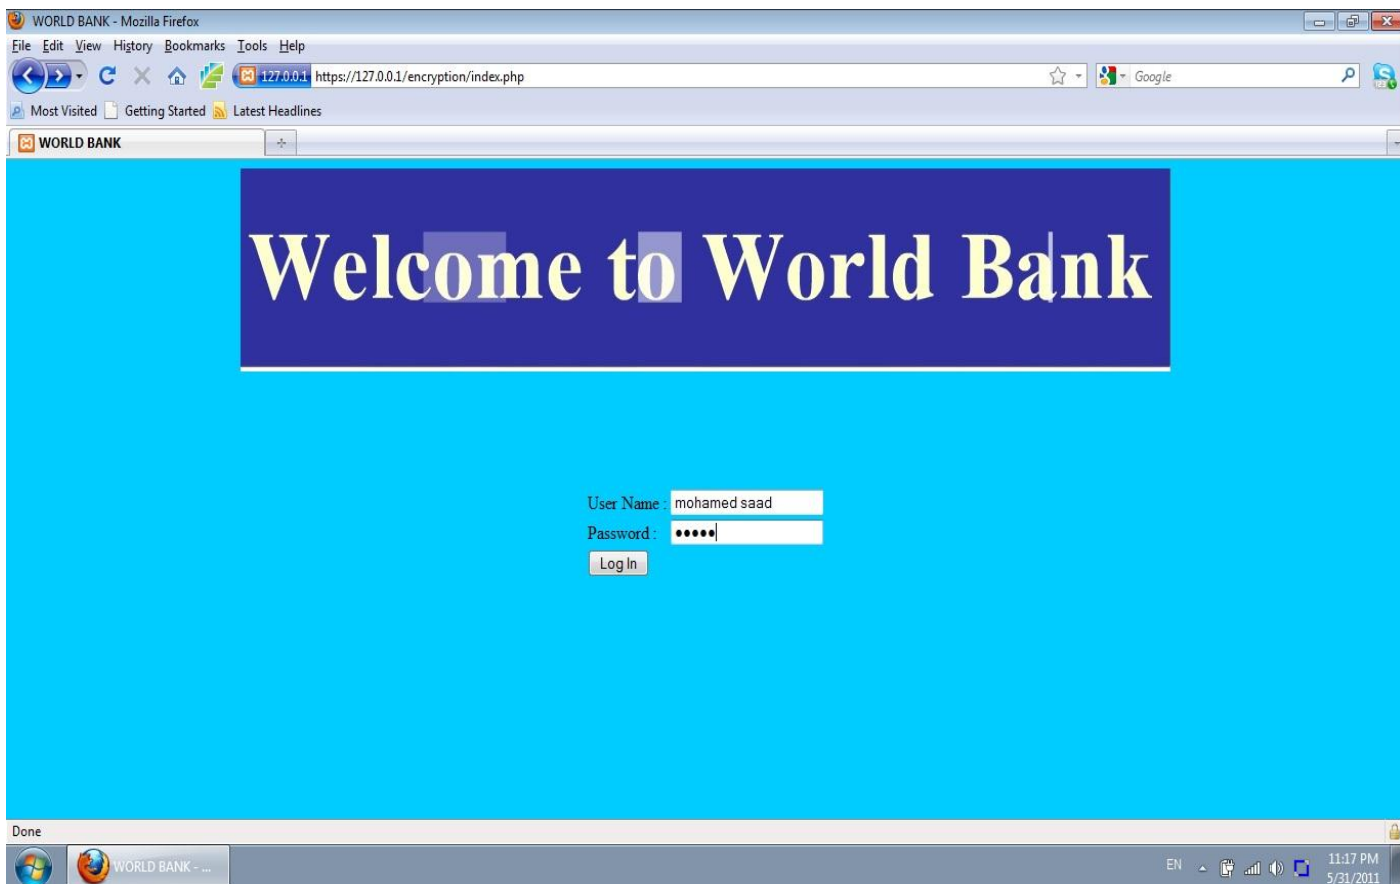 WORLD BANK - Mozilla Firefox
File Edit View History Bookmarks Tools Help
127.0.0.1 https://127.0.0.1/encryption/index.php Google
Most Visited Getting Started Latest Headlines
WORLD BANK
Welcome to World Bank
User Name : mohamed saad
Password : •••••
Log In
Done
WORLD BANK - ...
EN 11:17 PM
5/31/2011